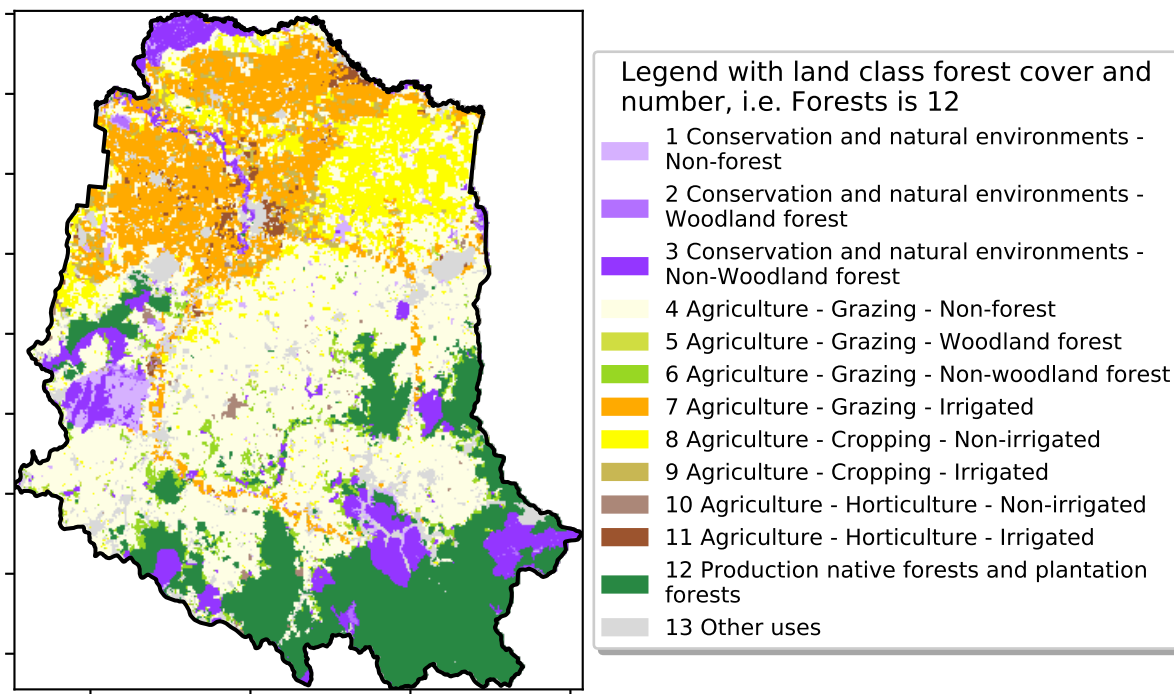 Legend with land class forest cover and
number, i.e. Forests is 12
1 Conservation and natural environments -
Non-forest
2 Conservation and natural environments -
Woodland forest
3 Conservation and natural environments -
Non-Woodland forest
4 Agriculture - Grazing - Non-forest
5 Agriculture - Grazing - Woodland forest
6 Agriculture - Grazing - Non-woodland forest
7 Agriculture - Grazing - Irrigated
8 Agriculture - Cropping - Non-irrigated
9 Agriculture - Cropping - Irrigated
10 Agriculture - Horticulture - Non-irrigated
11 Agriculture - Horticulture - Irrigated
12 Production native forests and plantation
forests
13 Other uses